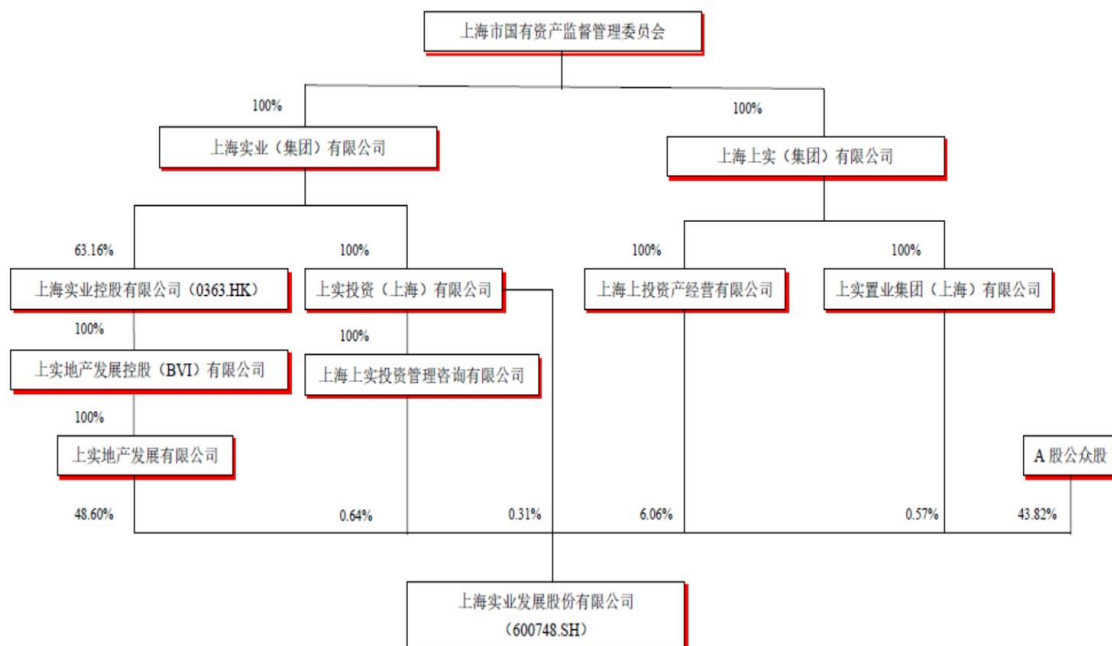 上海市国有资产监督管理委员会
100%
100%
上海实业（集团）有限公司
上海上实（集团）有限公司
63.16%
100%
100%
100%
上海实业控股有限公司（0363.HK）
上实投资（上海）有限公司
上海上投资产经营有限公司
上实置业集团（上海）有限公司
100%
100%
上实地产发展控股（BVI）有限公司
上海上实投资管理咨询有限公司
100%
上实地产发展有限公司
A 股公众股
48.60%
0.64%
0.31%
6.06%
0.57%
43.82%
上海实业发展股份有限公司
（600748.SH）